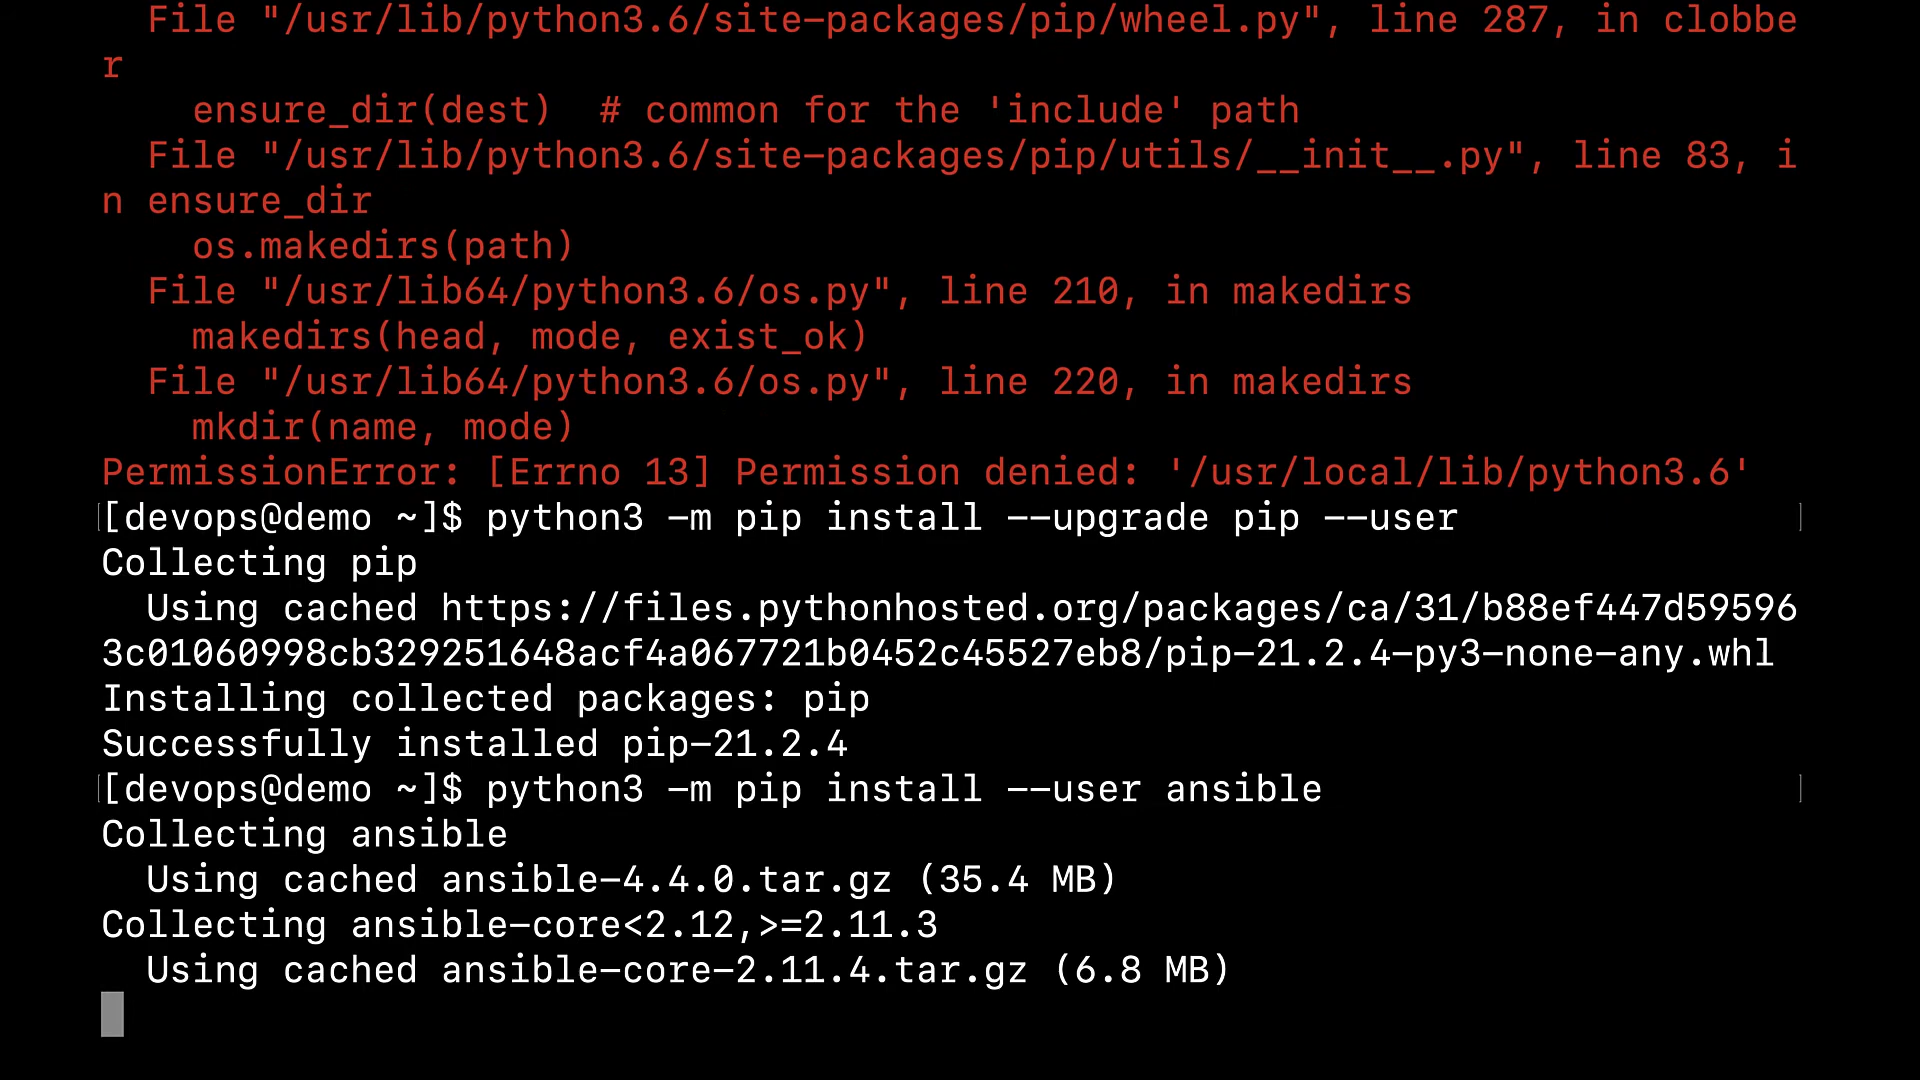 File "/usr/lib/python3.6/site-packages/pip/wheel.py", line 287, in clobbe
r
    ensure_dir(dest)  # common for the 'include' path
  File "/usr/lib/python3.6/site-packages/pip/utils/__init__.py", line 83, i
n ensure_dir
    os.makedirs(path)
  File "/usr/lib64/python3.6/os.py", line 210, in makedirs
    makedirs(head, mode, exist_ok)
  File "/usr/lib64/python3.6/os.py", line 220, in makedirs
    mkdir(name, mode)
PermissionError: [Errno 13] Permission denied: '/usr/local/lib/python3.6'
[devops@demo ~]$ python3 -m pip install --upgrade pip --user
Collecting pip
  Using cached https://files.pythonhosted.org/packages/ca/31/b88ef447d59596
3c01060998cb329251648acf4a067721b0452c45527eb8/pip-21.2.4-py3-none-any.whl
Installing collected packages: pip
Successfully installed pip-21.2.4
[devops@demo ~]$ python3 -m pip install --user ansible
Collecting ansible
  Using cached ansible-4.4.0.tar.gz (35.4 MB)
Collecting ansible-core<2.12,>=2.11.3
  Using cached ansible-core-2.11.4.tar.gz (6.8 MB)